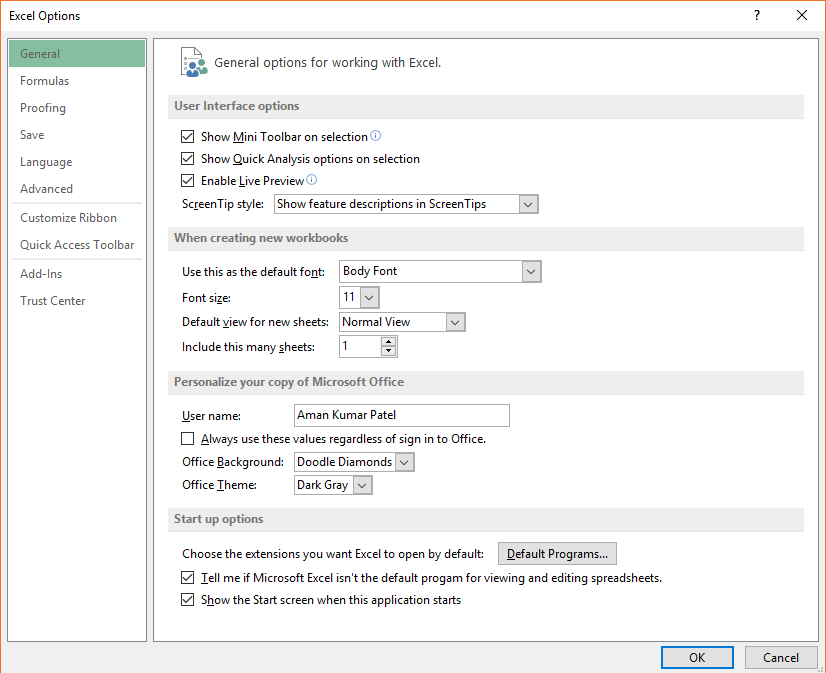 Excel Options
?
General
Formulas
Proofing
Save
Language
Advanced
Customize Ribbon
Quick Access Toolbar
Add-Ins
Trust Center
General options for working with Excel.
User Interface options
Show Mini Toolbar on selection
Show Quick Analysis options on selection
Enable Live Preview
ScreenTip style: Show feature descriptions in ScreenTips
When creating new workbooks
Use this as the default font: Body Font
Font size: 11
Default view for new sheets: Normal View
Include this many sheets: 1
Personalize your copy of Microsoft Office
User name: Aman Kumar Patel
Always use these values regardless of sign in to Office.
Office Background: Doodle Diamonds
Office Theme: Dark Gray
Start up options
Choose the extensions you want Excel to open by default: Default Programs...
Tell me if Microsoft Excel isn't the default progam for viewing and editing spreadsheets.
Show the Start screen when this application starts
OK Cancel